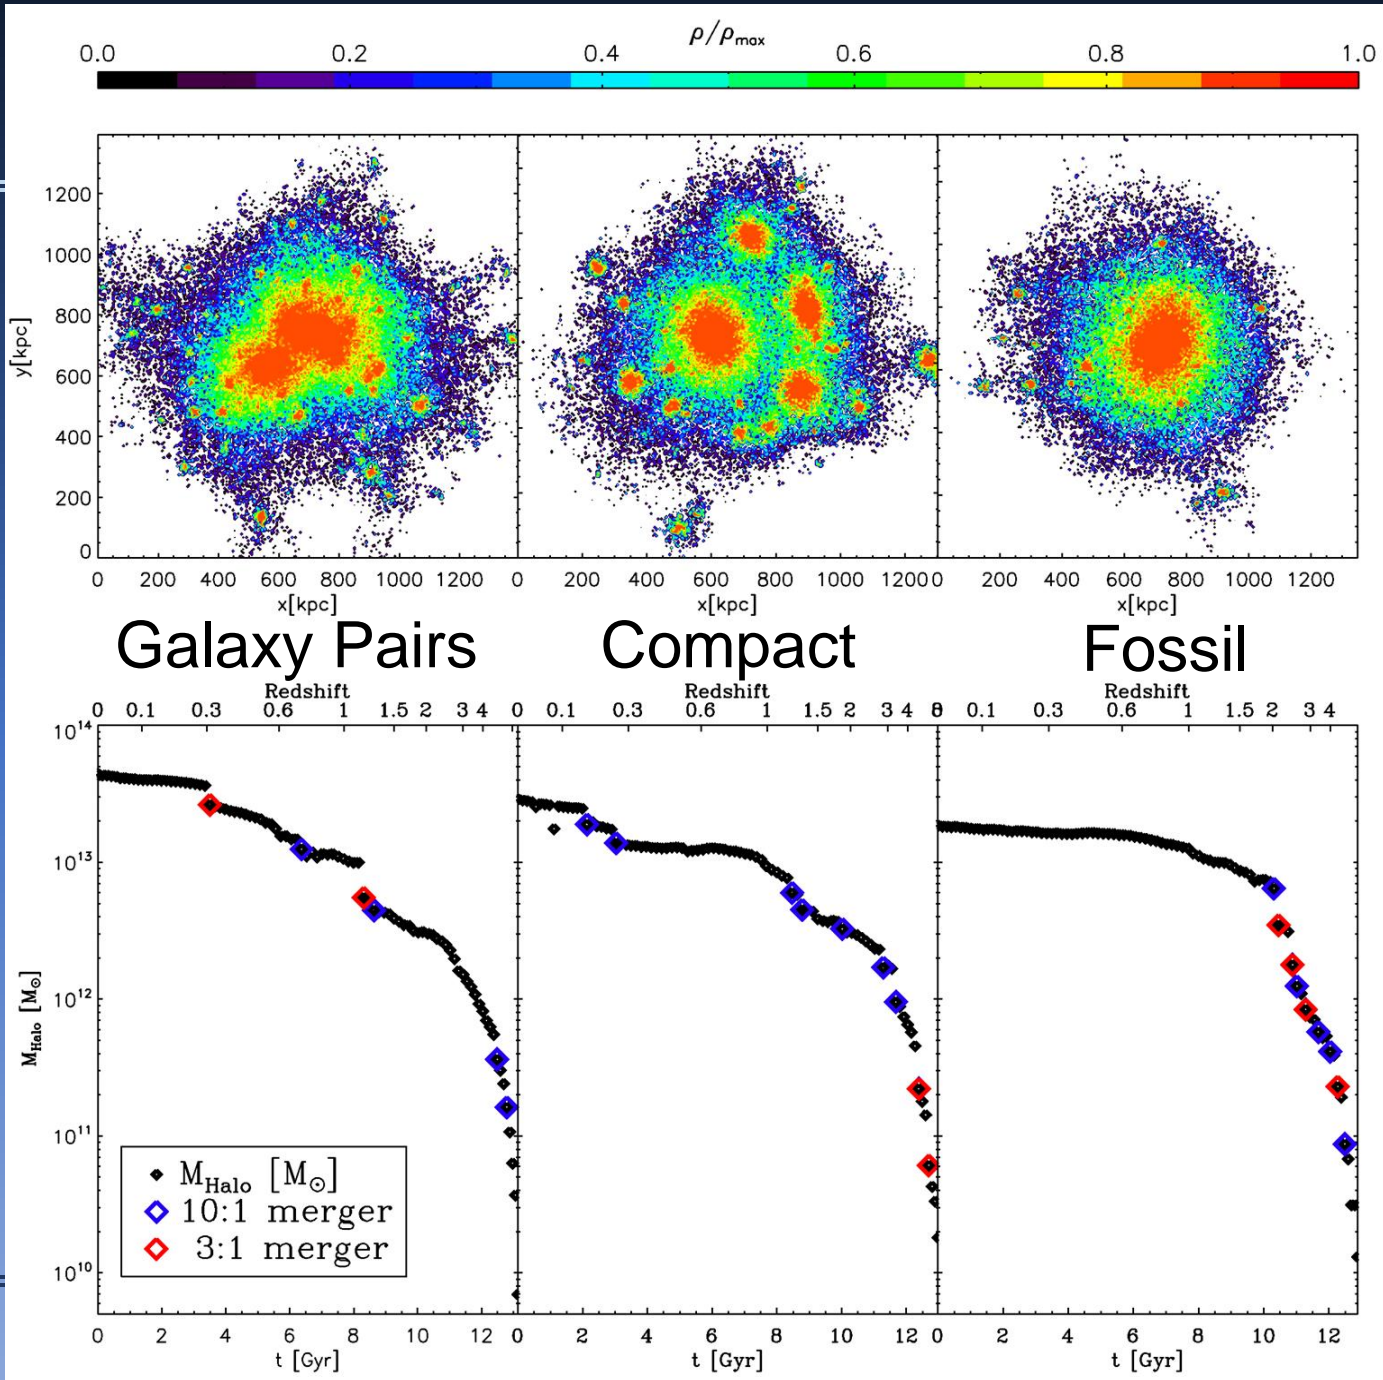 ρ/ρmax
0.0 0.2 0.4 0.6 0.8 1.0
y[kpc]
1200
1000
800
600
400
200
0
0 200 400 600 800 1000 1200
0 200 400 600 800 1000 1200
0 200 400 600 800 1000 1200
x[kpc] x[kpc] x[kpc]
Galaxy Pairs Compact Fossil
Redshift Redshift Redshift
0 0.1 0.3 0.6 1 1.5 2 3 4
0 0.1 0.3 0.6 1 1.5 2 3 4
0 0.1 0.3 0.6 1 1.5 2 3 4
M_Halo [M_⊙]
10^14
10^13
10^12
10^11
10^10
M_Halo [M_⊙]
10:1 merger
3:1 merger
0 2 4 6 8 10 12
0 2 4 6 8 10 12
0 2 4 6 8 10 12
t [Gyr] t [Gyr] t [Gyr]